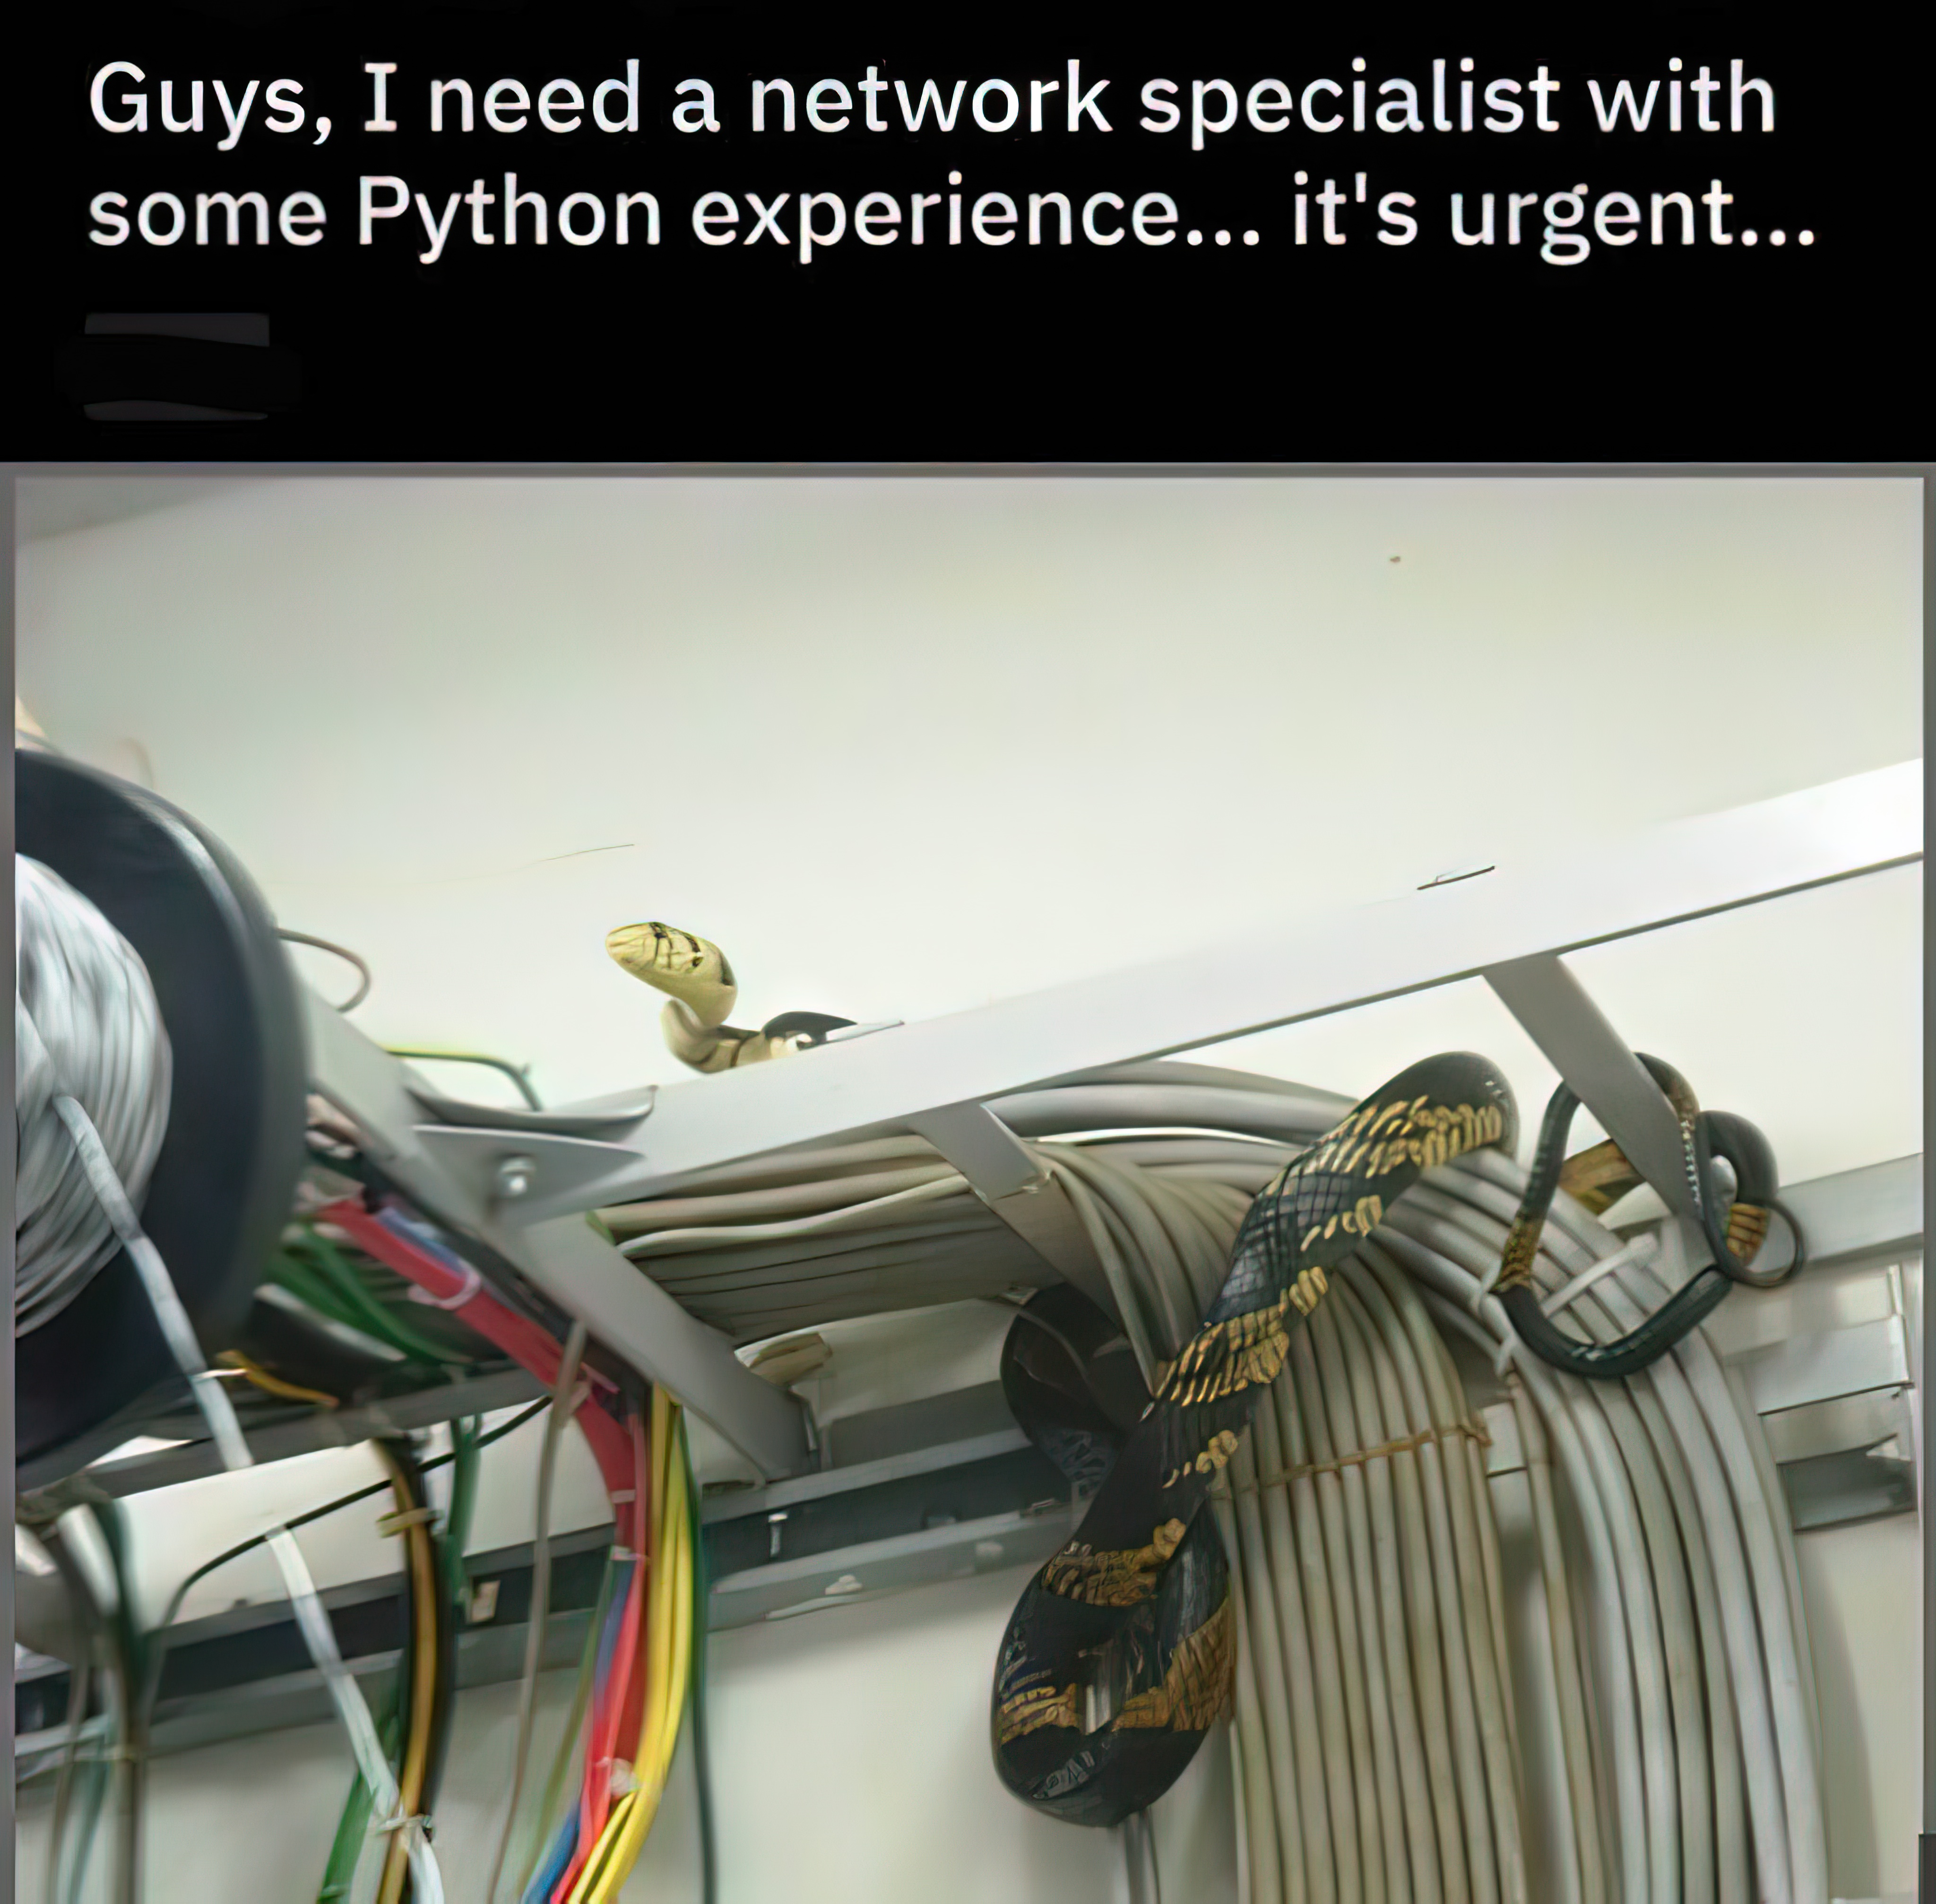 Guys, I need a network specialist with
some Python experience... it's urgent...